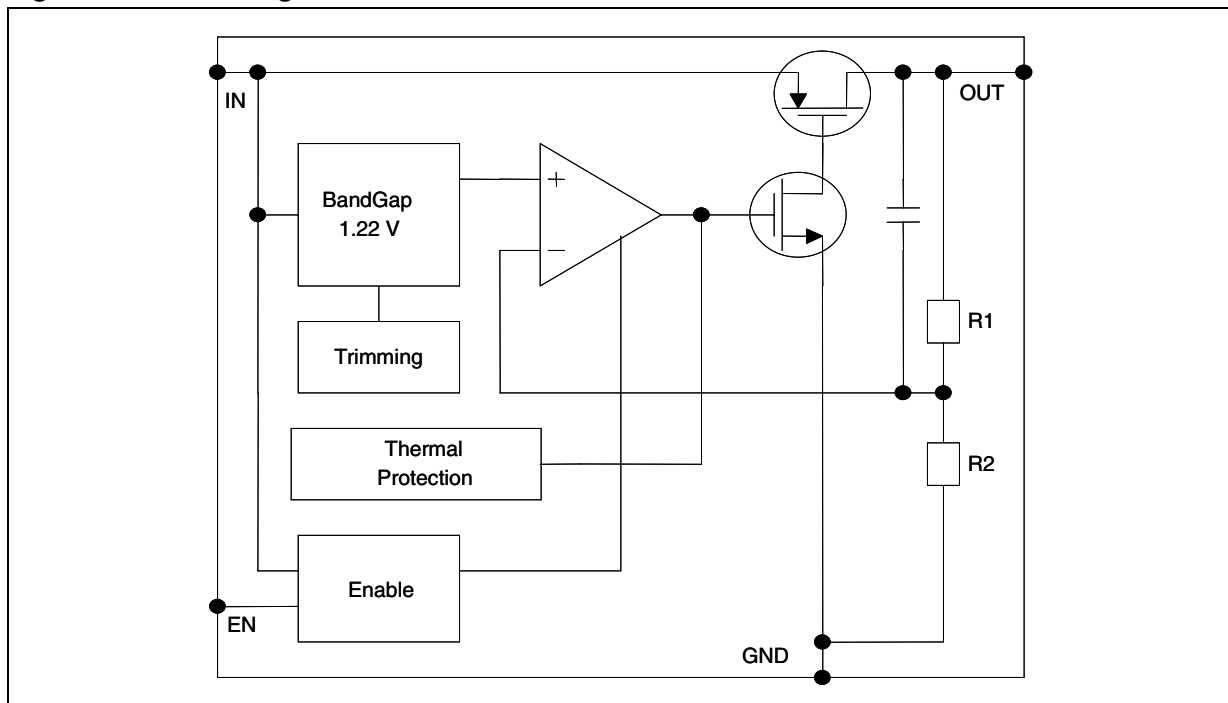 IN
OUT
BandGap
1.22 V
+
−
R1
Trimming
Thermal
Protection
R2
Enable
EN
GND